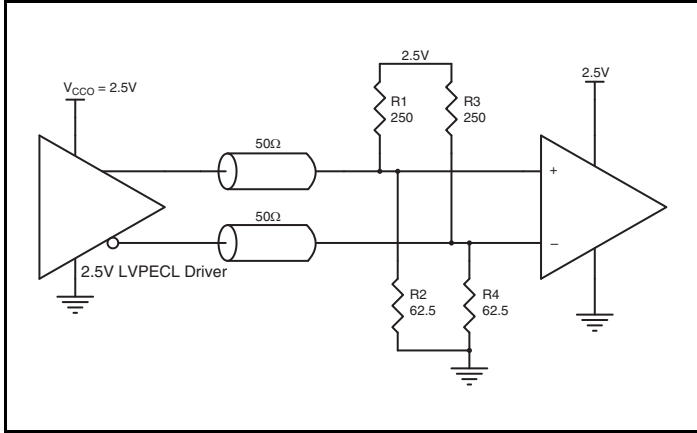 2.5V
V_CCO = 2.5V
2.5V
R1
250
R3
250
50Ω
+
50Ω
–
2.5V LVPECL Driver
R2
62.5
R4
62.5